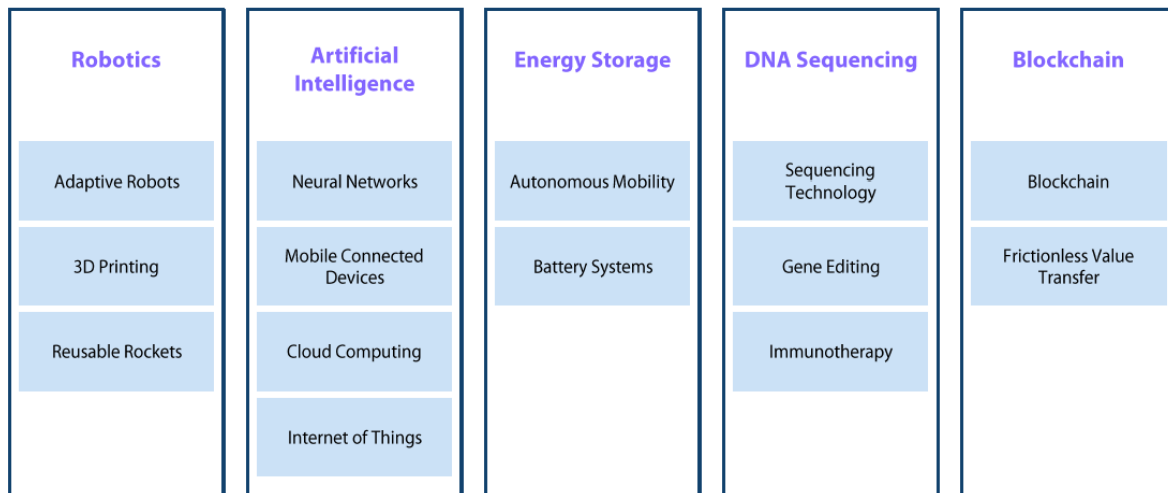 Robotics
Adaptive Robots
3D Printing
Reusable Rockets
Artificial
Intelligence
Neural Networks
Mobile Connected
Devices
Cloud Computing
Internet of Things
Energy Storage
Autonomous Mobility
Battery Systems
DNA Sequencing
Sequencing
Technology
Gene Editing
Immunotherapy
Blockchain
Blockchain
Frictionless Value
Transfer